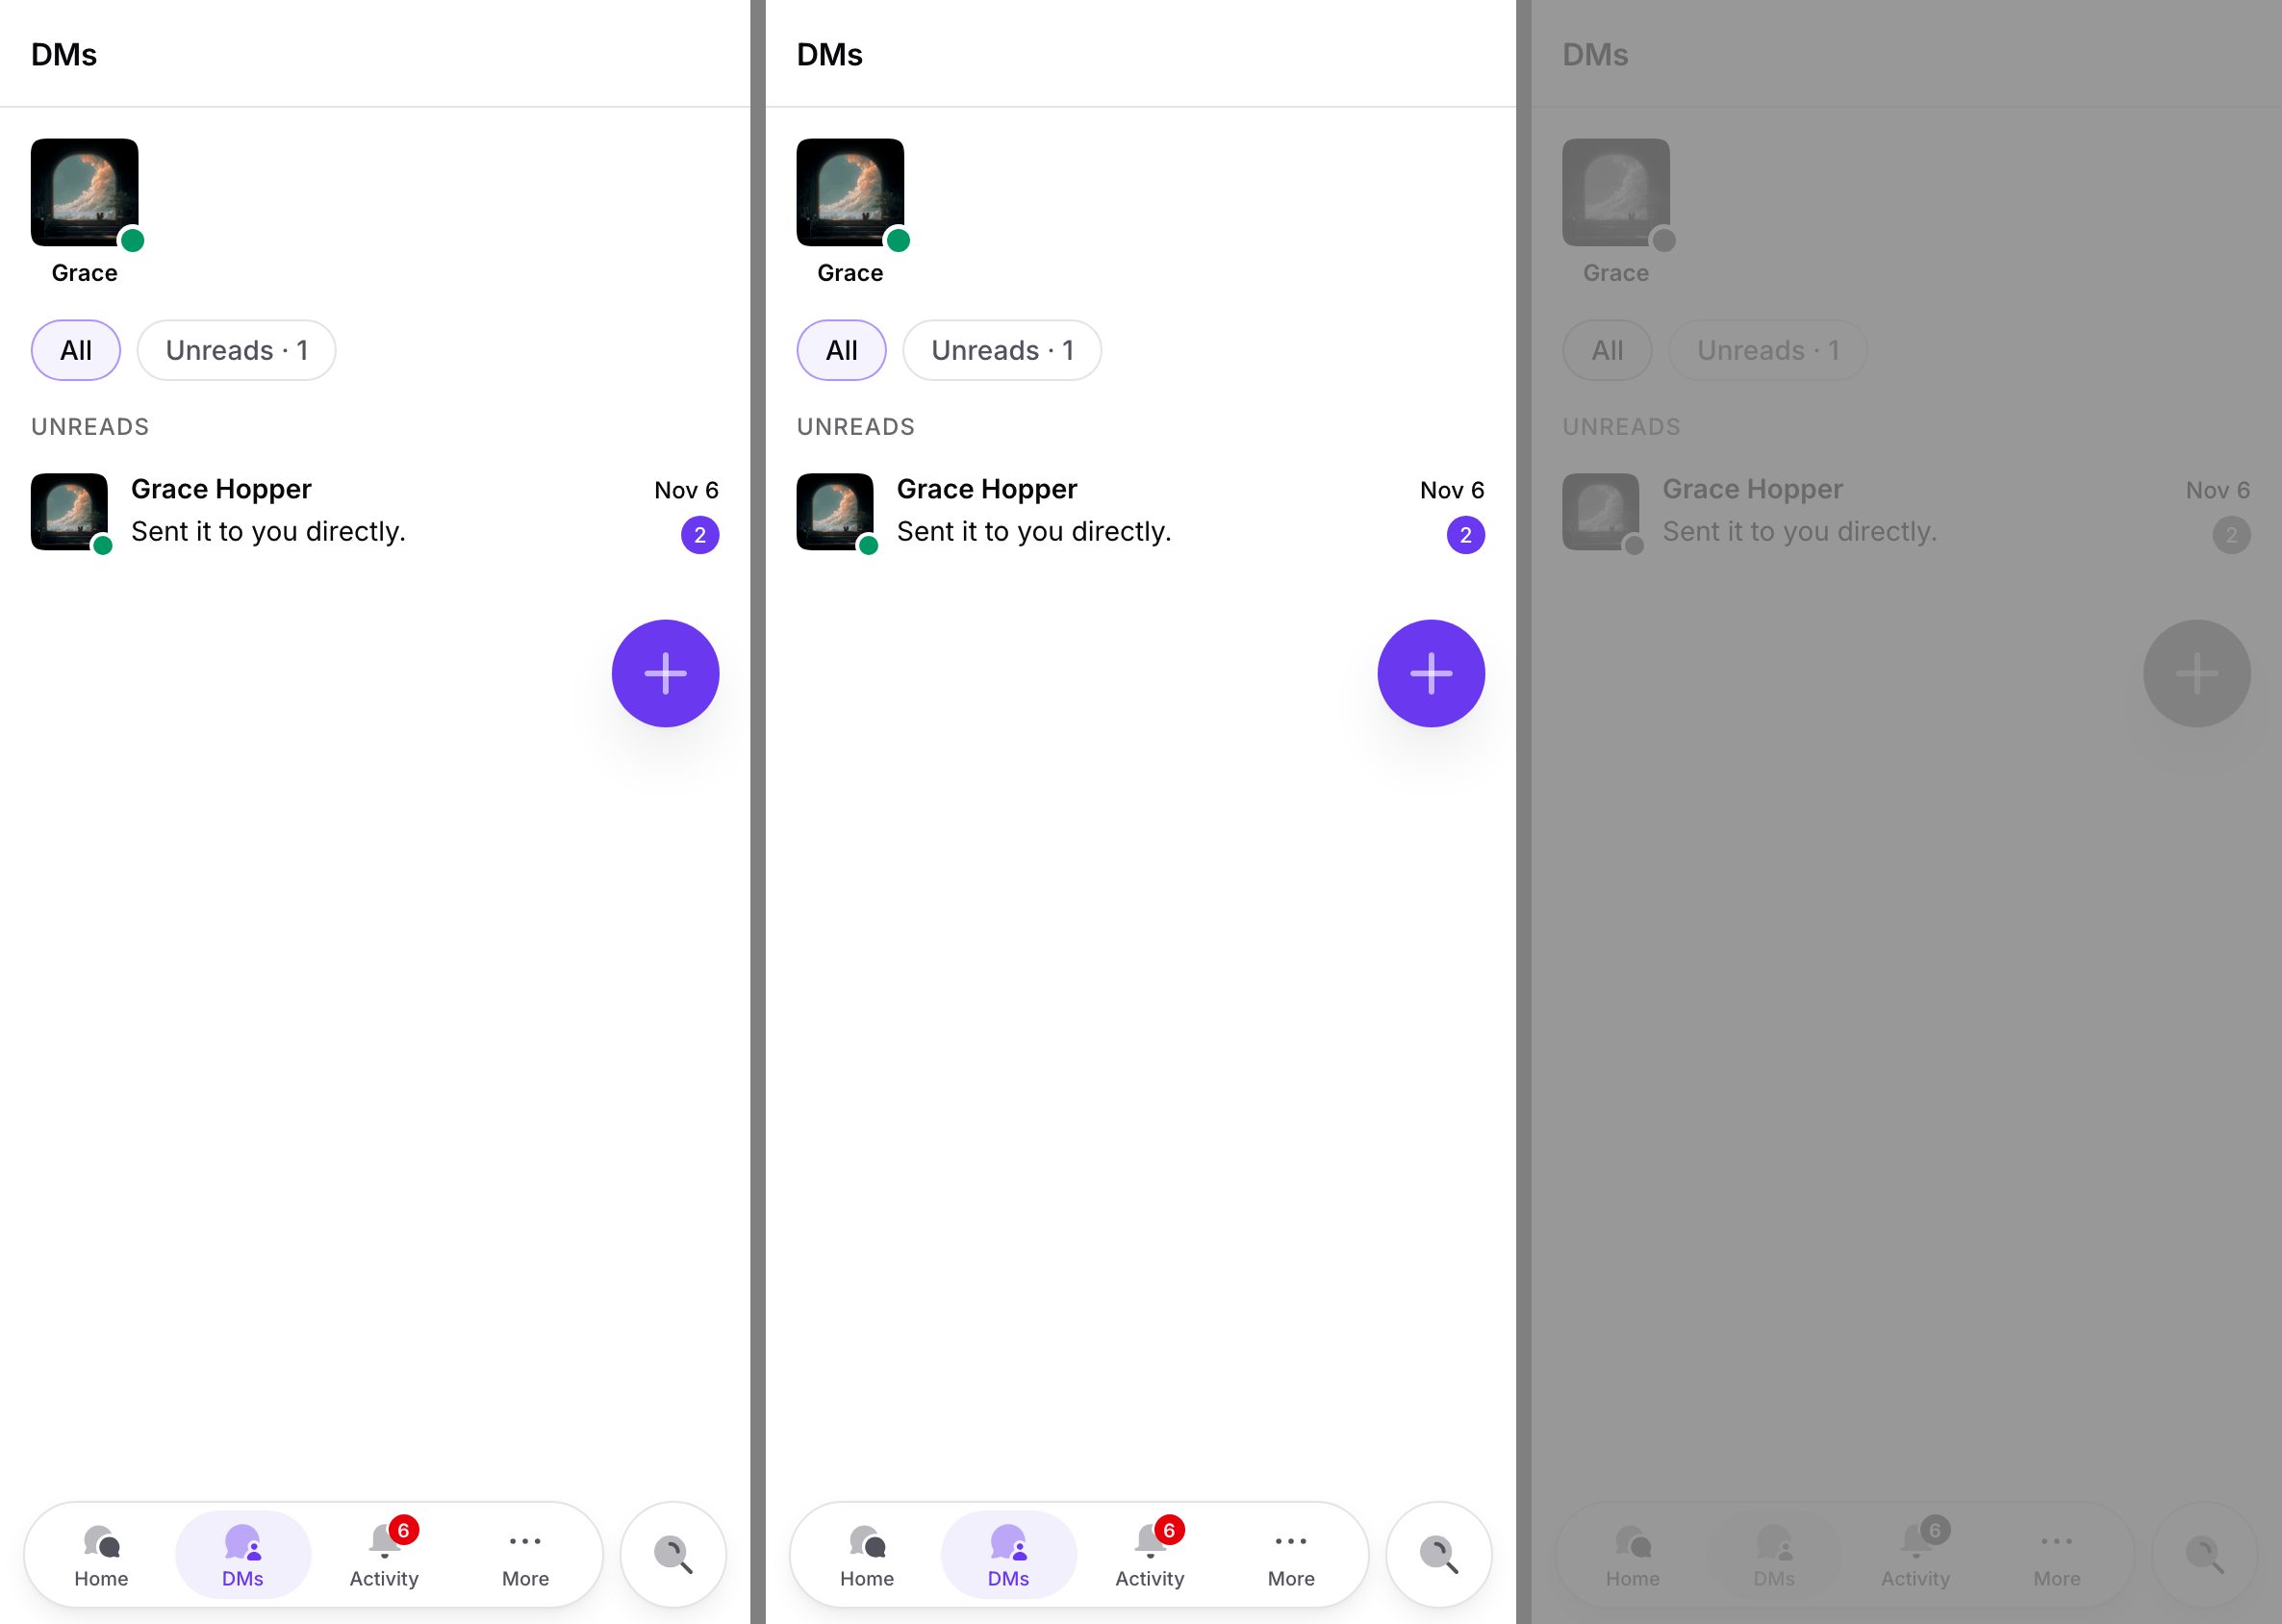 DMs
Grace
All
Unreads · 1
UNREADS
Grace Hopper
Nov 6
Sent it to you directly.
2
6
Home
DMs
Activity
More
DMs
Grace
All
Unreads · 1
UNREADS
Grace Hopper
Nov 6
Sent it to you directly.
2
6
Home
DMs
Activity
More
DMs
Grace
All
Unreads · 1
UNREADS
Grace Hopper
Nov 6
Sent it to you directly.
2
6
Home
DMs
Activity
More